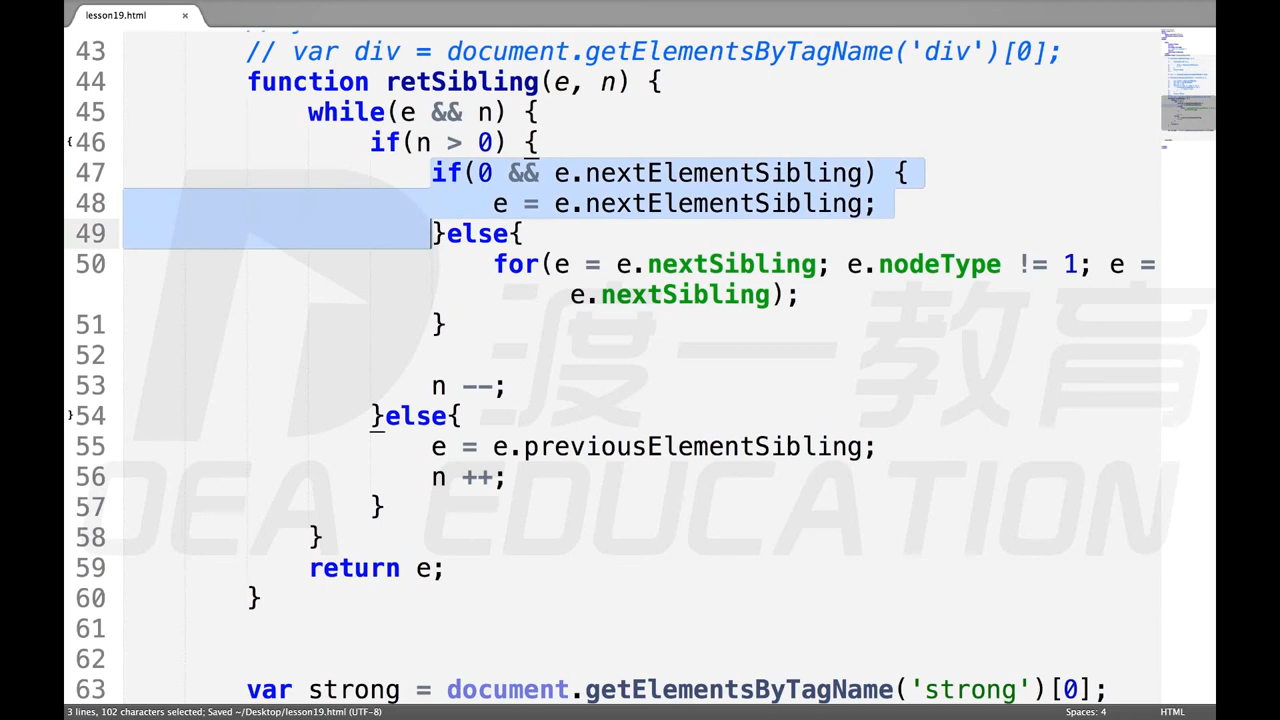 lesson19.html ×
43 // var div = document.getElementsByTagName('div')[0];
44 function retSibling(e, n) {
45 while(e && n) {
46 if(n > 0) {
47 if(0 && e.nextElementSibling) {
48 e = e.nextElementSibling;
49 }else{
50 for(e = e.nextSibling; e.nodeType != 1; e =
e.nextSibling);
51 }
52
53 n --;
54 }else{
55 e = e.previousElementSibling;
56 n ++;
57 }
58 }
59 return e;
60 }
61
62
63 var strong = document.getElementsByTagName('strong')[0];
渡一教育
IDEA EDUCATION
3 lines, 102 characters selected; Saved ~/Desktop/lesson19.html (UTF-8) Spaces: 4 HTML